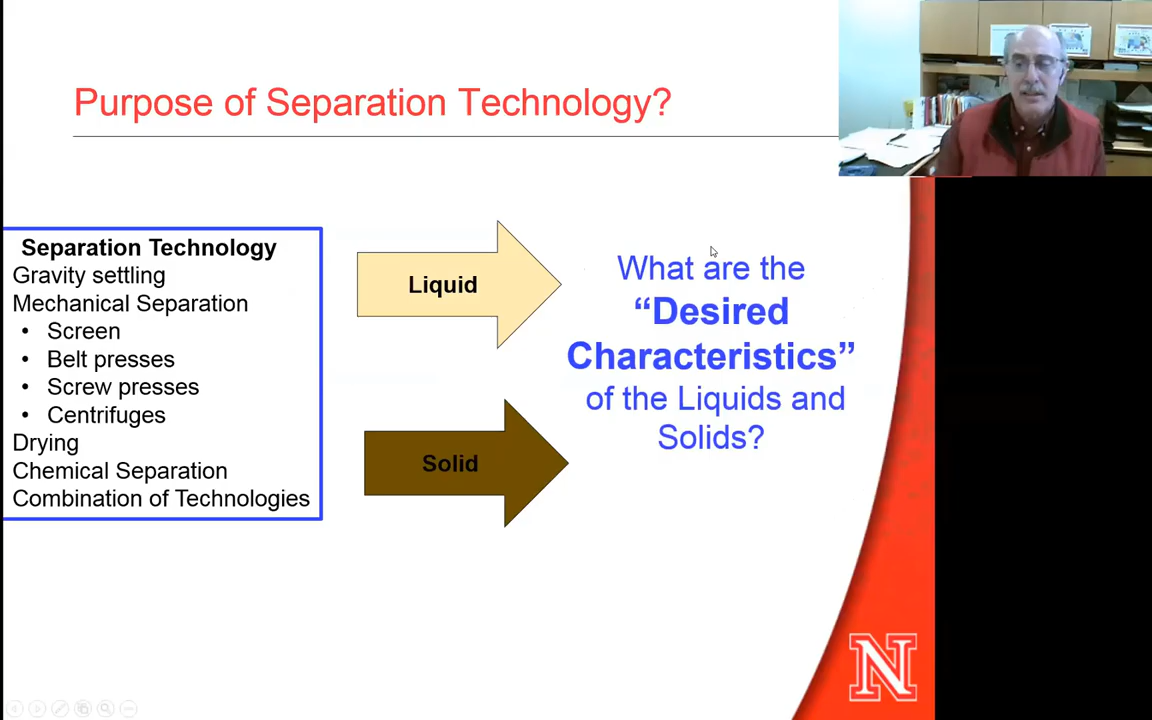 Purpose of Separation Technology?
Separation Technology
Gravity settling
Mechanical Separation
• Screen
• Belt presses
• Screw presses
• Centrifuges
Drying
Chemical Separation
Combination of Technologies
Liquid
Solid
What are the
“Desired
Characteristics”
of the Liquids and
Solids?
N